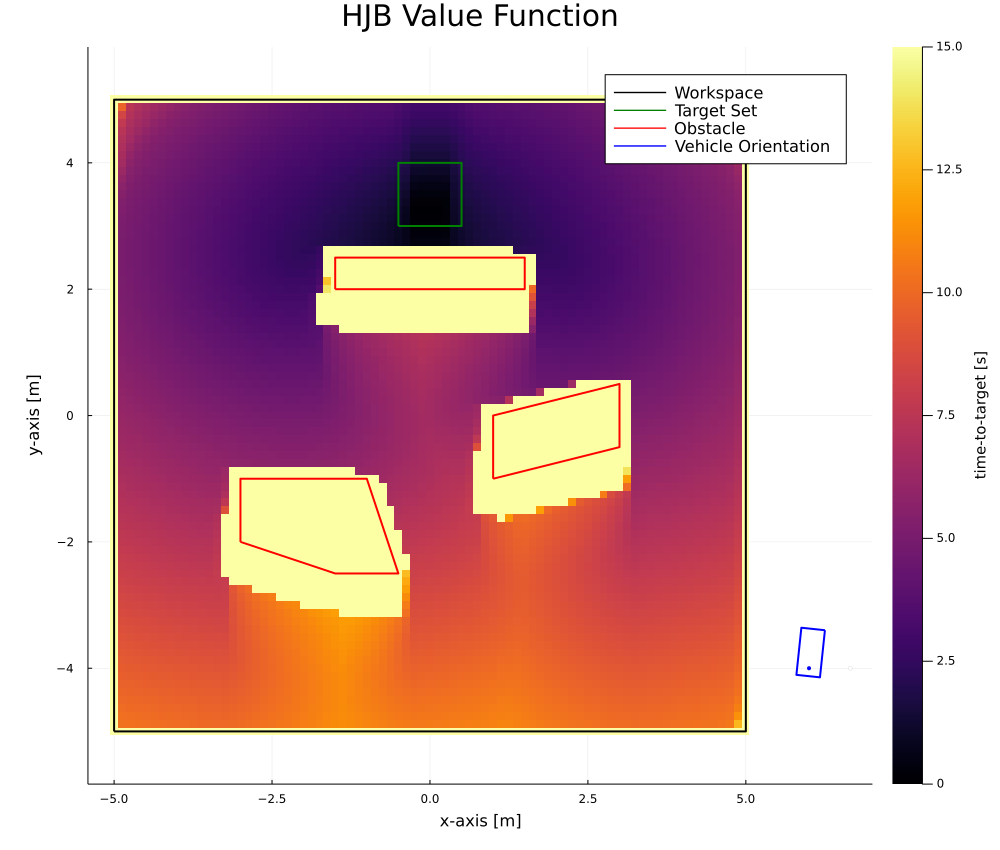 HJB Value Function
Workspace
Target Set
Obstacle
Vehicle Orientation
15.0
12.5
10.0
7.5
5.0
2.5
0
time-to-target [s]
4
2
0
−2
−4
y-axis [m]
−5.0 −2.5 0.0 2.5 5.0
x-axis [m]